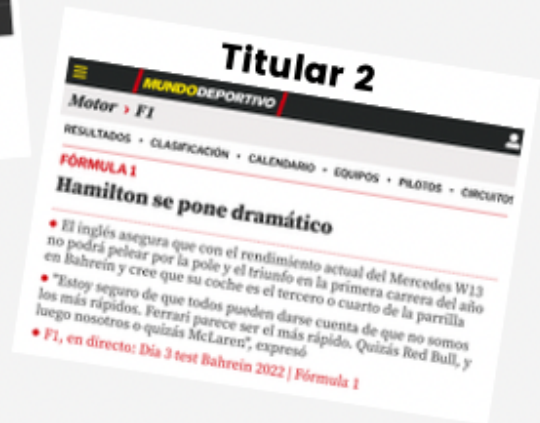 Titular 2
MUNDODEPORTIVO
Motor > F1
RESULTADOS • CLASIFICACIÓN • CALENDARIO • EQUIPOS • PILOTOS • CIRCUITOS
FÓRMULA 1
Hamilton se pone dramático
• El inglés asegura que con el rendimiento actual del Mercedes W13
no podrá pelear por la pole y el triunfo en la primera carrera del año
en Bahrein y cree que su coche es el tercero o cuarto de la parrilla
• "Estoy seguro de que todos pueden darse cuenta de que no somos
los más rápidos. Ferrari parece ser el más rápido. Quizás Red Bull, y
luego nosotros o quizás McLaren", expresó
• F1, en directo: Día 3 test Bahrein 2022 | Fórmula 1